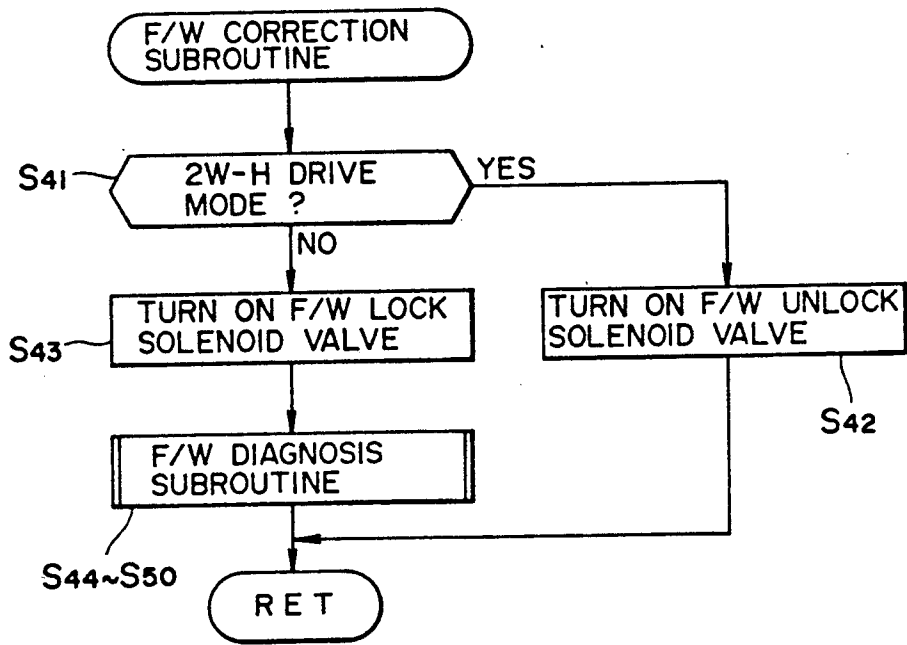 F/W CORRECTION
SUBROUTINE
S41
2W-H DRIVE
MODE ?
YES
NO
S43
TURN ON F/W LOCK
SOLENOID VALVE
TURN ON F/W UNLOCK
SOLENOID VALVE
S42
F/W DIAGNOSIS
SUBROUTINE
S44~S50
RET